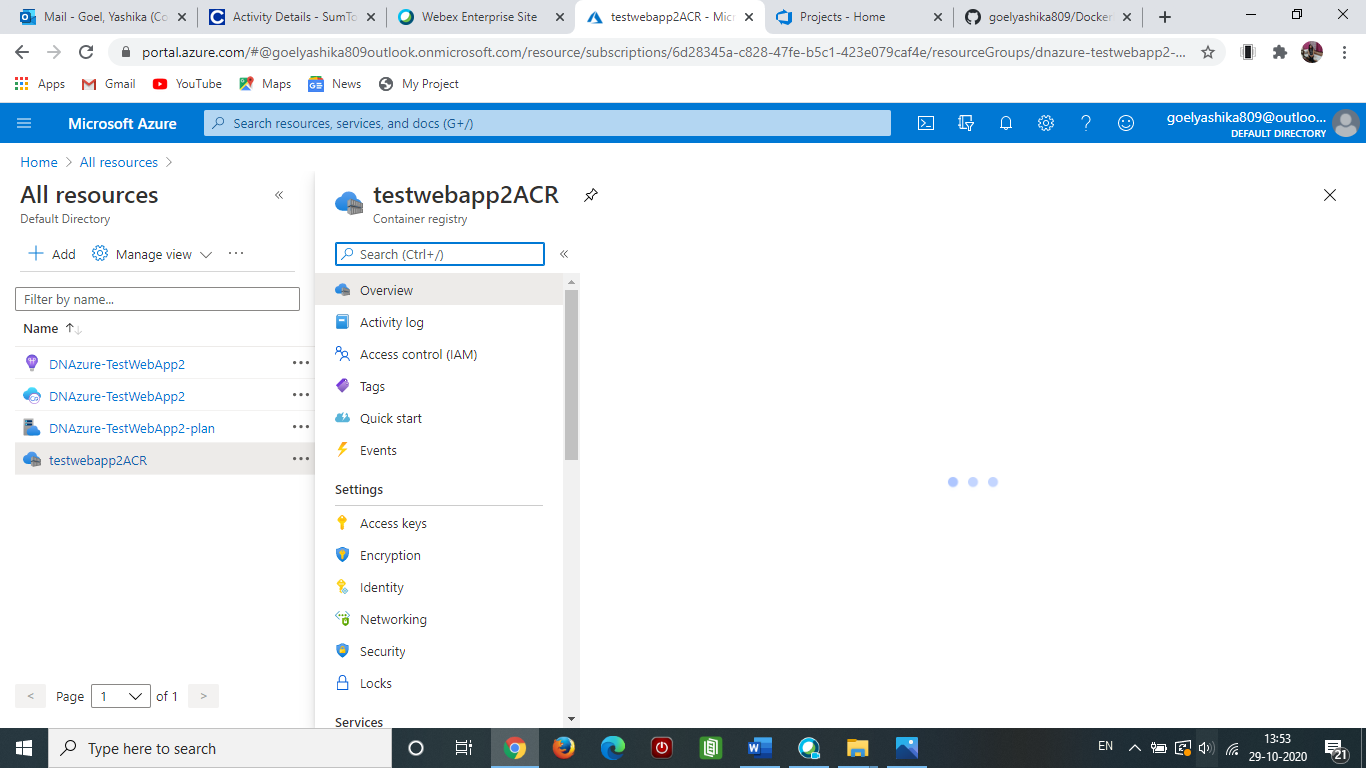 Mail - Goel, Yashika (Co
Activity Details - SumTo
Webex Enterprise Site
testwebapp2ACR - Micr
Projects - Home
goelyashika809/Docker
portal.azure.com/#@goelyashika809outlook.onmicrosoft.com/resource/subscriptions/6d28345a-c828-47fe-b5c1-423e079caf4e/resourceGroups/dnazure-testwebapp2-...
Apps
Gmail
YouTube
Maps
News
My Project
Microsoft Azure
Search resources, services, and docs (G+/)
goelyashika809@outloo...
DEFAULT DIRECTORY
Home > All resources >
All resources
Default Directory
Add
Manage view
...
Filter by name...
Name
DNAzure-TestWebApp2
DNAzure-TestWebApp2
DNAzure-TestWebApp2-plan
testwebapp2ACR
< Page 1 of 1 >
testwebapp2ACR
Container registry
Search (Ctrl+/)
Overview
Activity log
Access control (IAM)
Tags
Quick start
Events
Settings
Access keys
Encryption
Identity
Networking
Security
Locks
Services
Type here to search
EN
13:53
29-10-2020
21